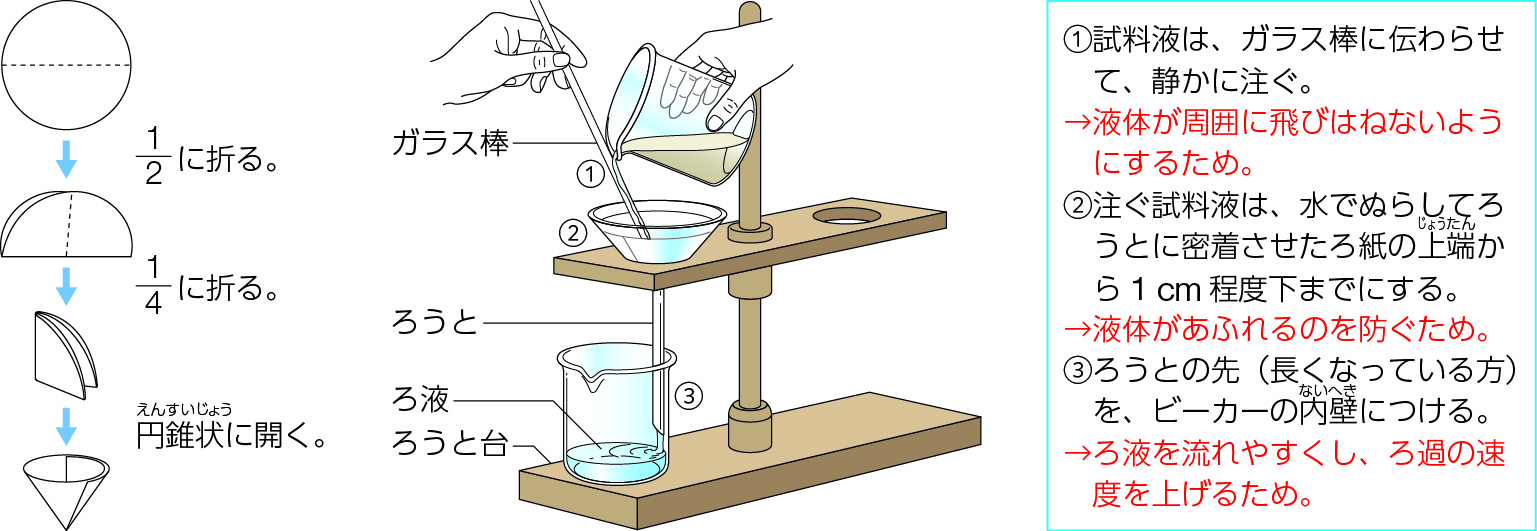 1/2に折る。
1/4に折る。
えんすいじょう
円錐状に開く。
ガラス棒
①
②
ろうと
③
ろ液
ろうと台
①試料液は、ガラス棒に伝わらせ
て、静かに注ぐ。
→液体が周囲に飛びはねないよう
にするため。
②注ぐ試料液は、水でぬらしてろ
じょうたん
うとに密着させたろ紙の上端か
ら 1 cm 程度下までにする。
→液体があふれるのを防ぐため。
③ろうとの先（長くなっている方）
ないへき
を、ビーカーの内壁につける。
→ろ液を流れやすくし、ろ過の速
度を上げるため。